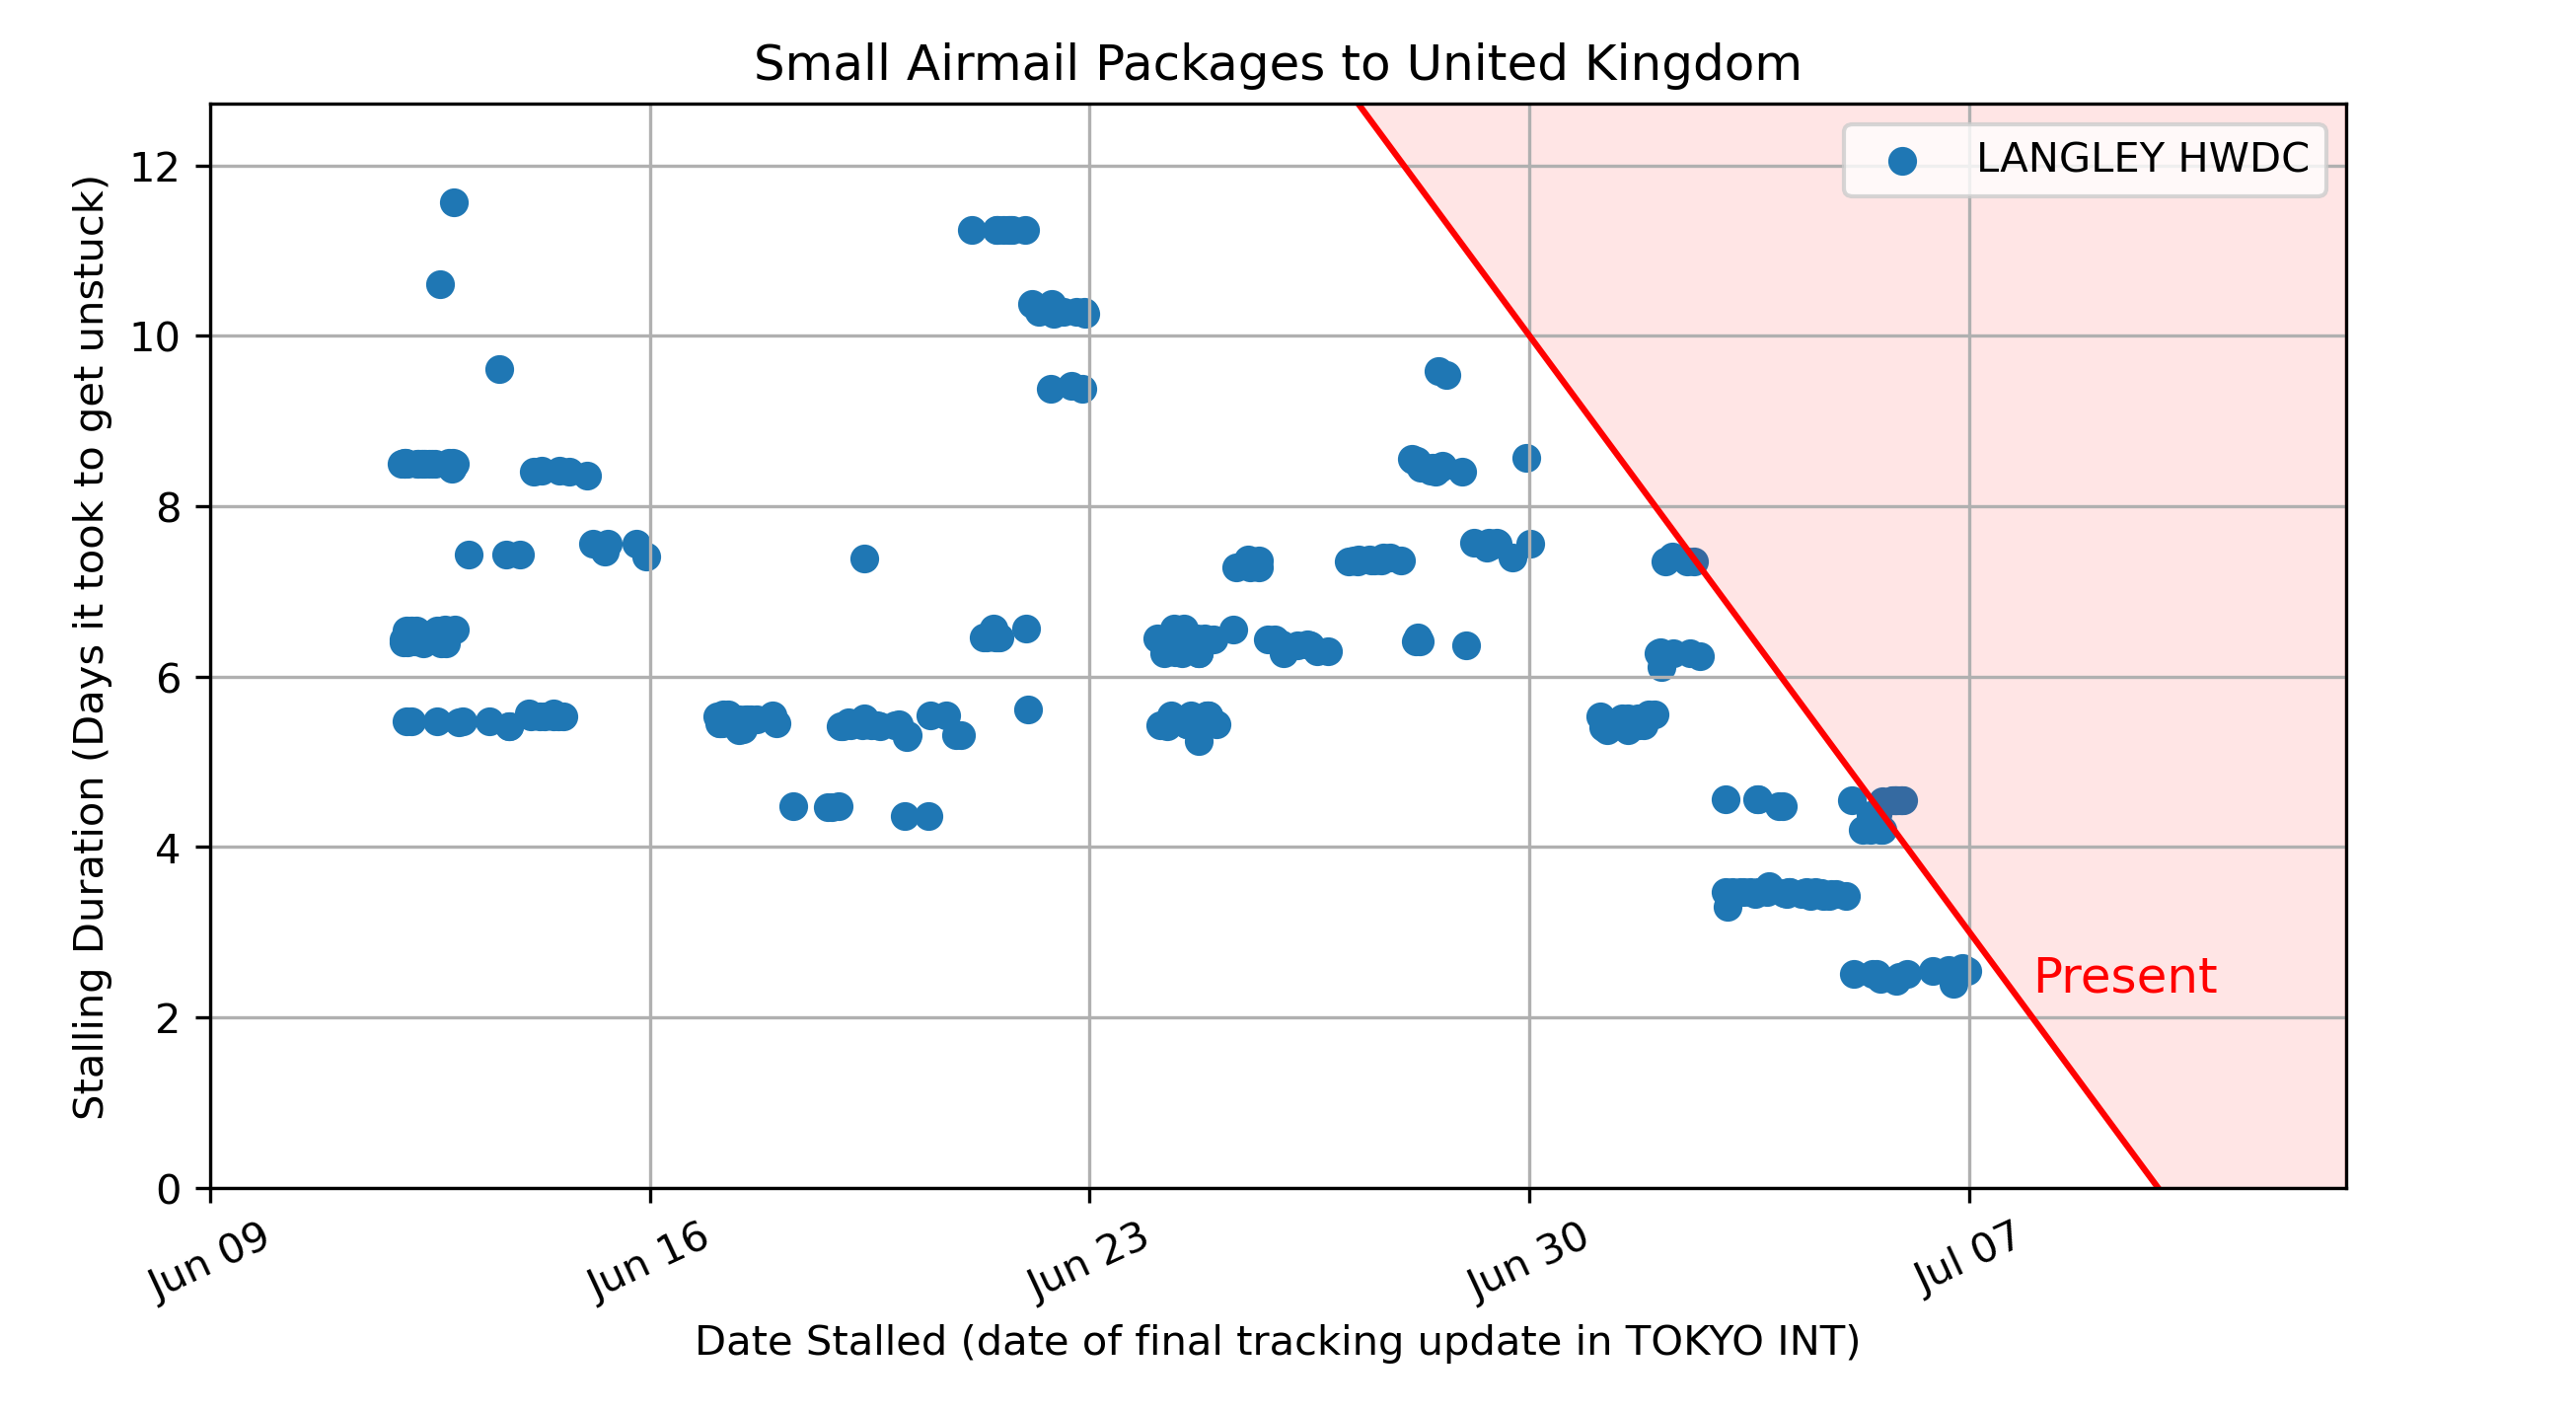 Small Airmail Packages to United Kingdom
LANGLEY HWDC
Stalling Duration (Days it took to get unstuck)
12
10
8
6
4
2
0
Present
Jun 09
Jun 16
Jun 23
Jun 30
Jul 07
Date Stalled (date of final tracking update in TOKYO INT)